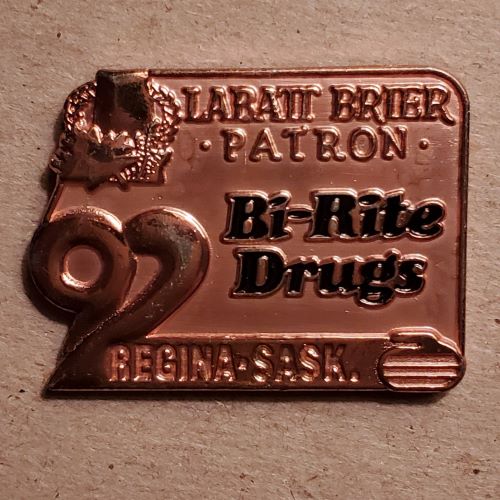 LABATT BRIER
· PATRON ·
Bi-Rite
Drugs
92
REGINA-SASK.